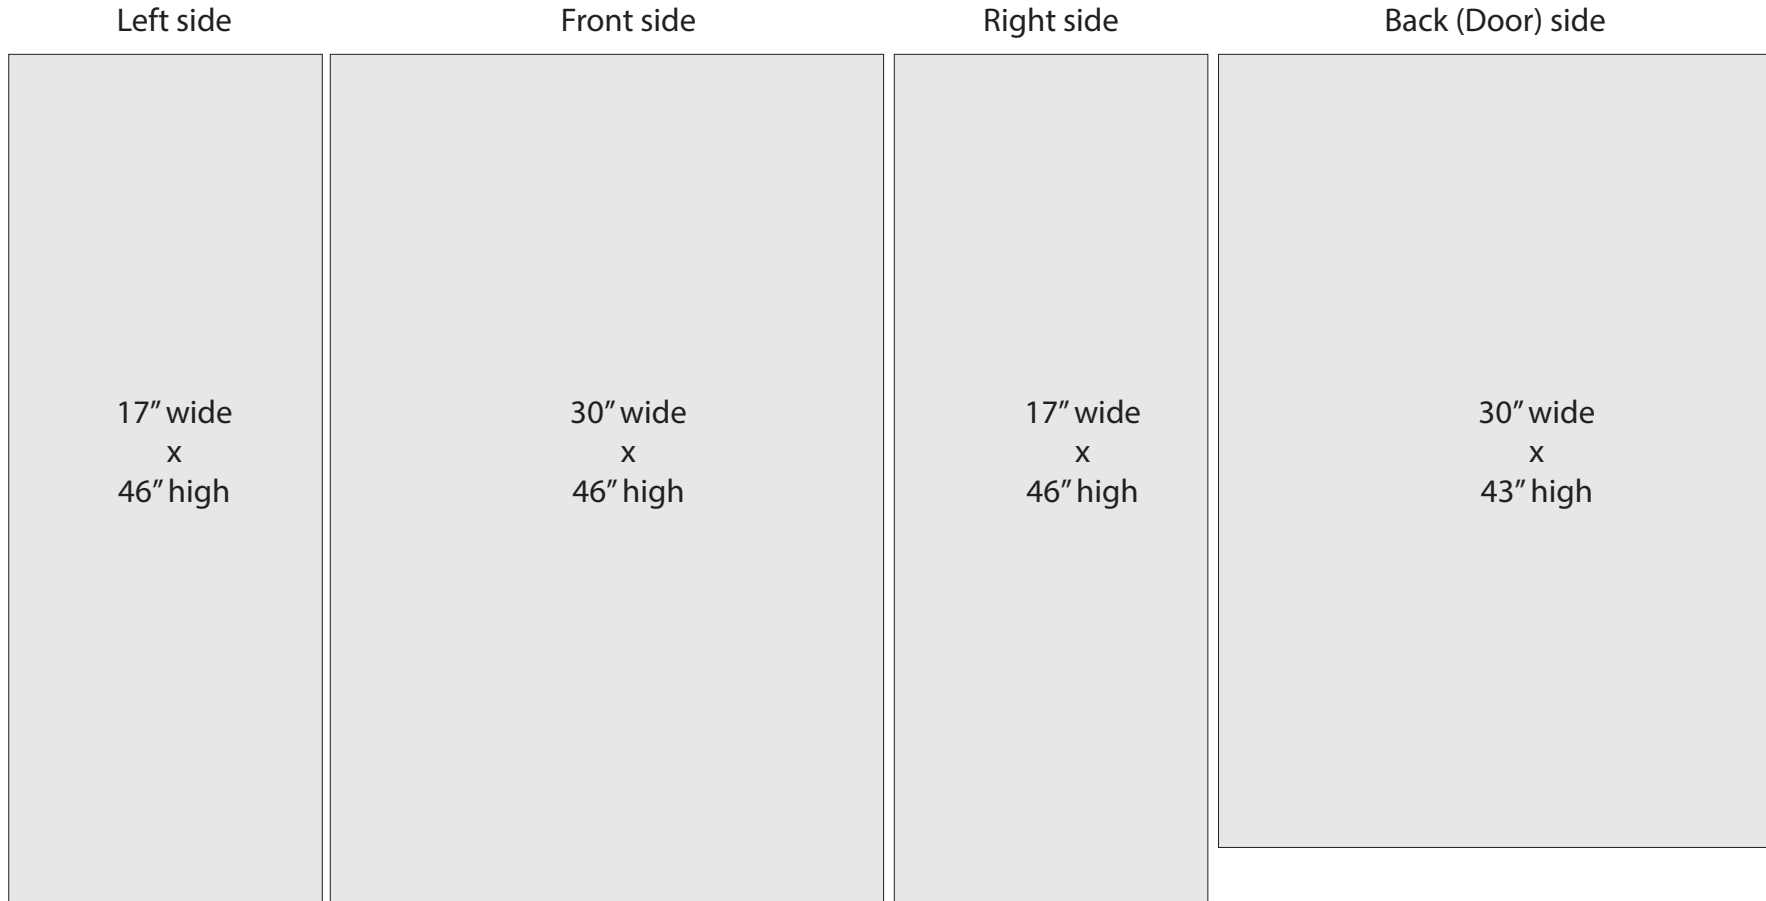 Left side
Front side
Right side
Back (Door) side
17” wide
x
46” high
30” wide
x
46” high
17” wide
x
46” high
30” wide
x
43” high